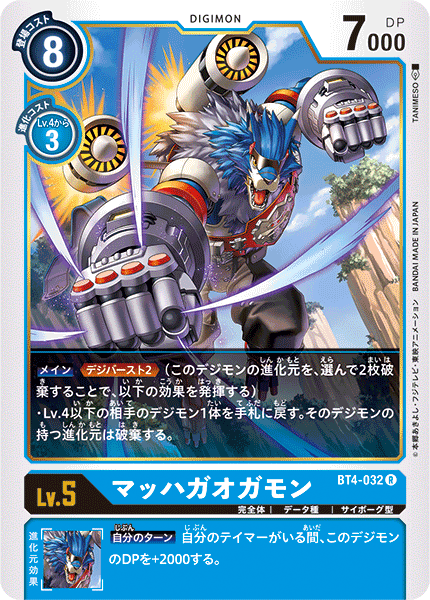 登場コスト
8
DIGIMON
7000
DP
進化コスト
Lv.4から
3
TANIMESO
BANDAI MADE IN JAPAN
©本郷あきよし・フジテレビ・東映アニメーション
メイン デジバースト2 (このデジモンの進化元を、選んで2枚破
棄することで、以下の効果を発揮する)
・Lv.4以下の相手のデジモン1体を手札に戻す。そのデジモンの
持つ進化元は破棄する。
Lv.5
マッハガオガモン
BT4-032 R
完全体 | データ種 | サイボーグ型
進化元効果
自分のターン 自分のテイマーがいる間、このデジモン
のDPを+2000する。